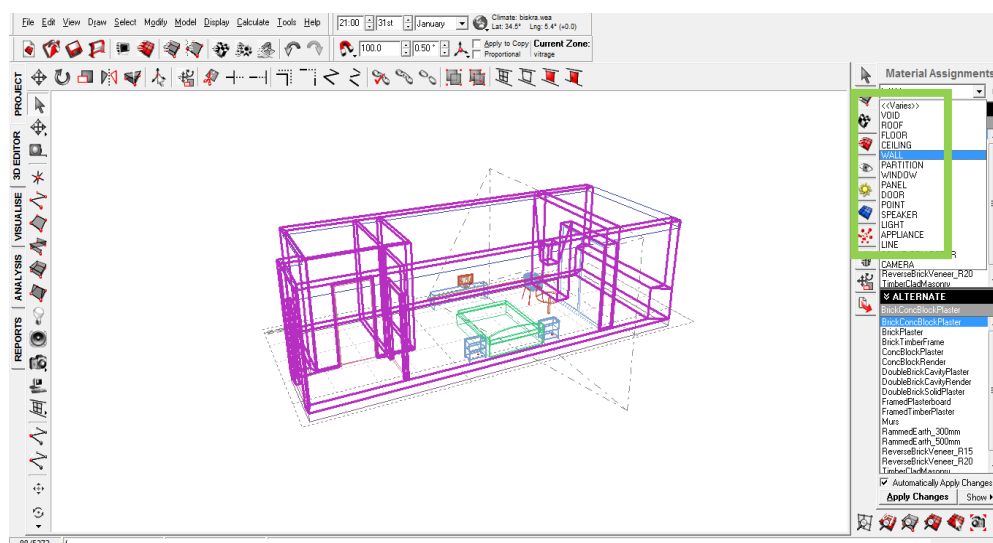 File Edit View Draw Select Modify Model Display Calculate Tools Help
21:00 31st January
Climate: biskra.wea
Lat: 34.5° Lng: 5.4° (+0.0)
100.0 0.50 °
Apply to Copy
Proportional
Current Zone:
vitrage
PROJECT
3D EDITOR
VISUALISE
ANALYSIS
REPORTS
Material Assignments
<<Varies>>
VOID
ROOF
FLOOR
CEILING
WALL
PARTITION
WINDOW
PANEL
DOOR
POINT
SPEAKER
LIGHT
APPLIANCE
LINE
CAMERA
ReverseBrickVeneer_R20
TimberCladMasonry
ALTERNATE
BrickConcBlockPlaster
BrickConcBlockPlaster
BrickPlaster
BrickTimberFrame
ConcBlockPlaster
ConcBlockRender
DoubleBrickCavityPlaster
DoubleBrickCavityRender
DoubleBrickSolidPlaster
FramedPlasterboard
FramedTimberPlaster
Murs
RammedEarth_300mm
RammedEarth_500mm
ReverseBrickVeneer_R15
ReverseBrickVeneer_R20
TimberCladMasonry
Automatically Apply Changes
Apply Changes Show